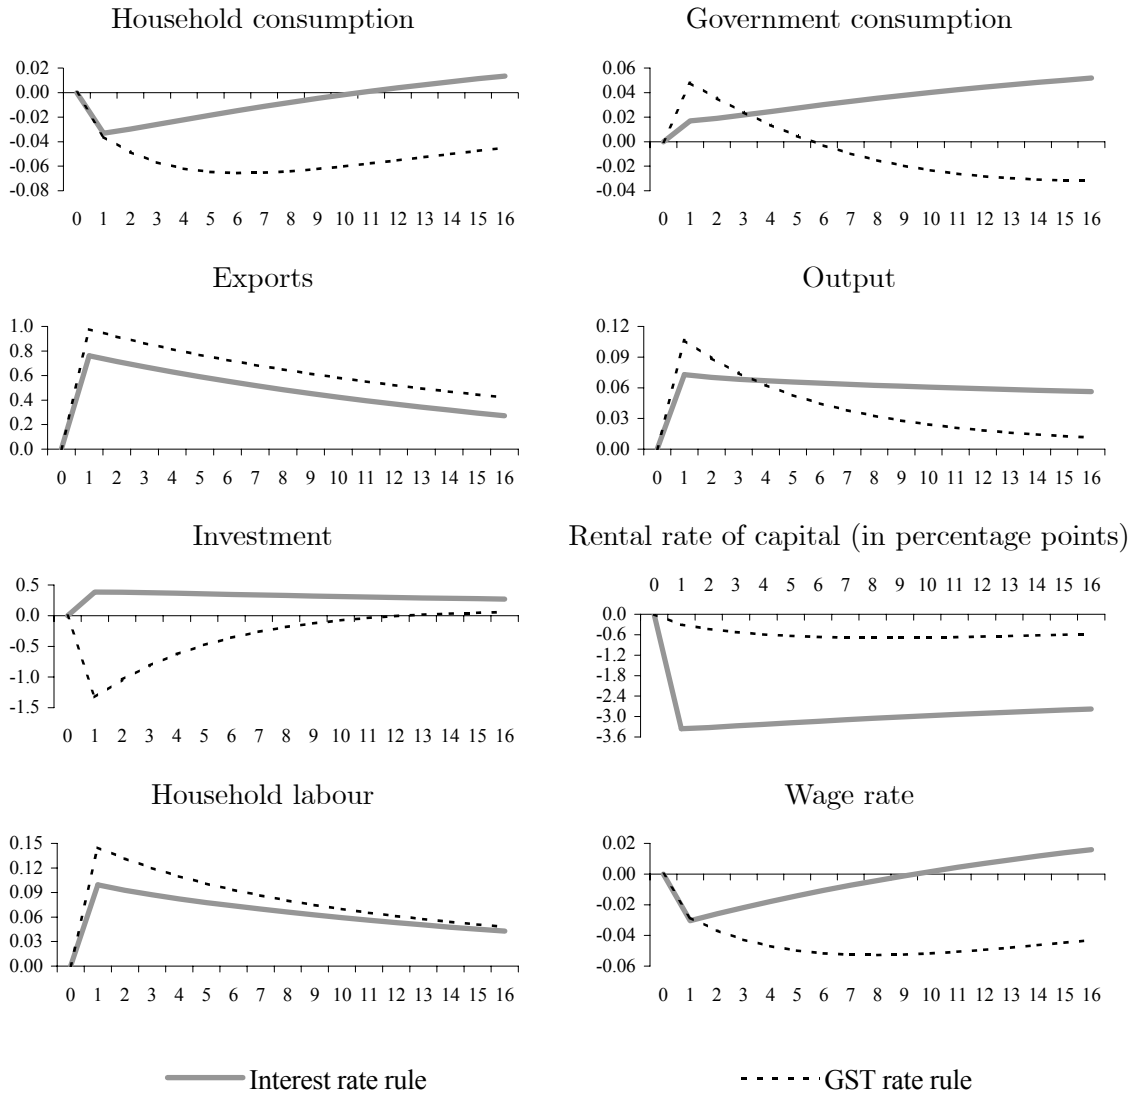 Household consumption
0.02
0.00
-0.02
-0.04
-0.06
-0.08
0 1 2 3 4 5 6 7 8 9 10 11 12 13 14 15 16
Government consumption
0.06
0.04
0.02
0.00
-0.02
-0.04
0 1 2 3 4 5 6 7 8 9 10 11 12 13 14 15 16
Exports
1.0
0.8
0.6
0.4
0.2
0.0
0 1 2 3 4 5 6 7 8 9 10 11 12 13 14 15 16
Output
0.12
0.09
0.06
0.03
0.00
0 1 2 3 4 5 6 7 8 9 10 11 12 13 14 15 16
Investment
0.5
0.0
-0.5
-1.0
-1.5
0 1 2 3 4 5 6 7 8 9 10 11 12 13 14 15 16
Rental rate of capital (in percentage points)
0 1 2 3 4 5 6 7 8 9 10 11 12 13 14 15 16
0.0
-0.6
-1.2
-1.8
-2.4
-3.0
-3.6
Household labour
0.15
0.12
0.09
0.06
0.03
0.00
0 1 2 3 4 5 6 7 8 9 10 11 12 13 14 15 16
Wage rate
0.02
0.00
-0.02
-0.04
-0.06
0 1 2 3 4 5 6 7 8 9 10 11 12 13 14 15 16
Interest rate rule
GST rate rule